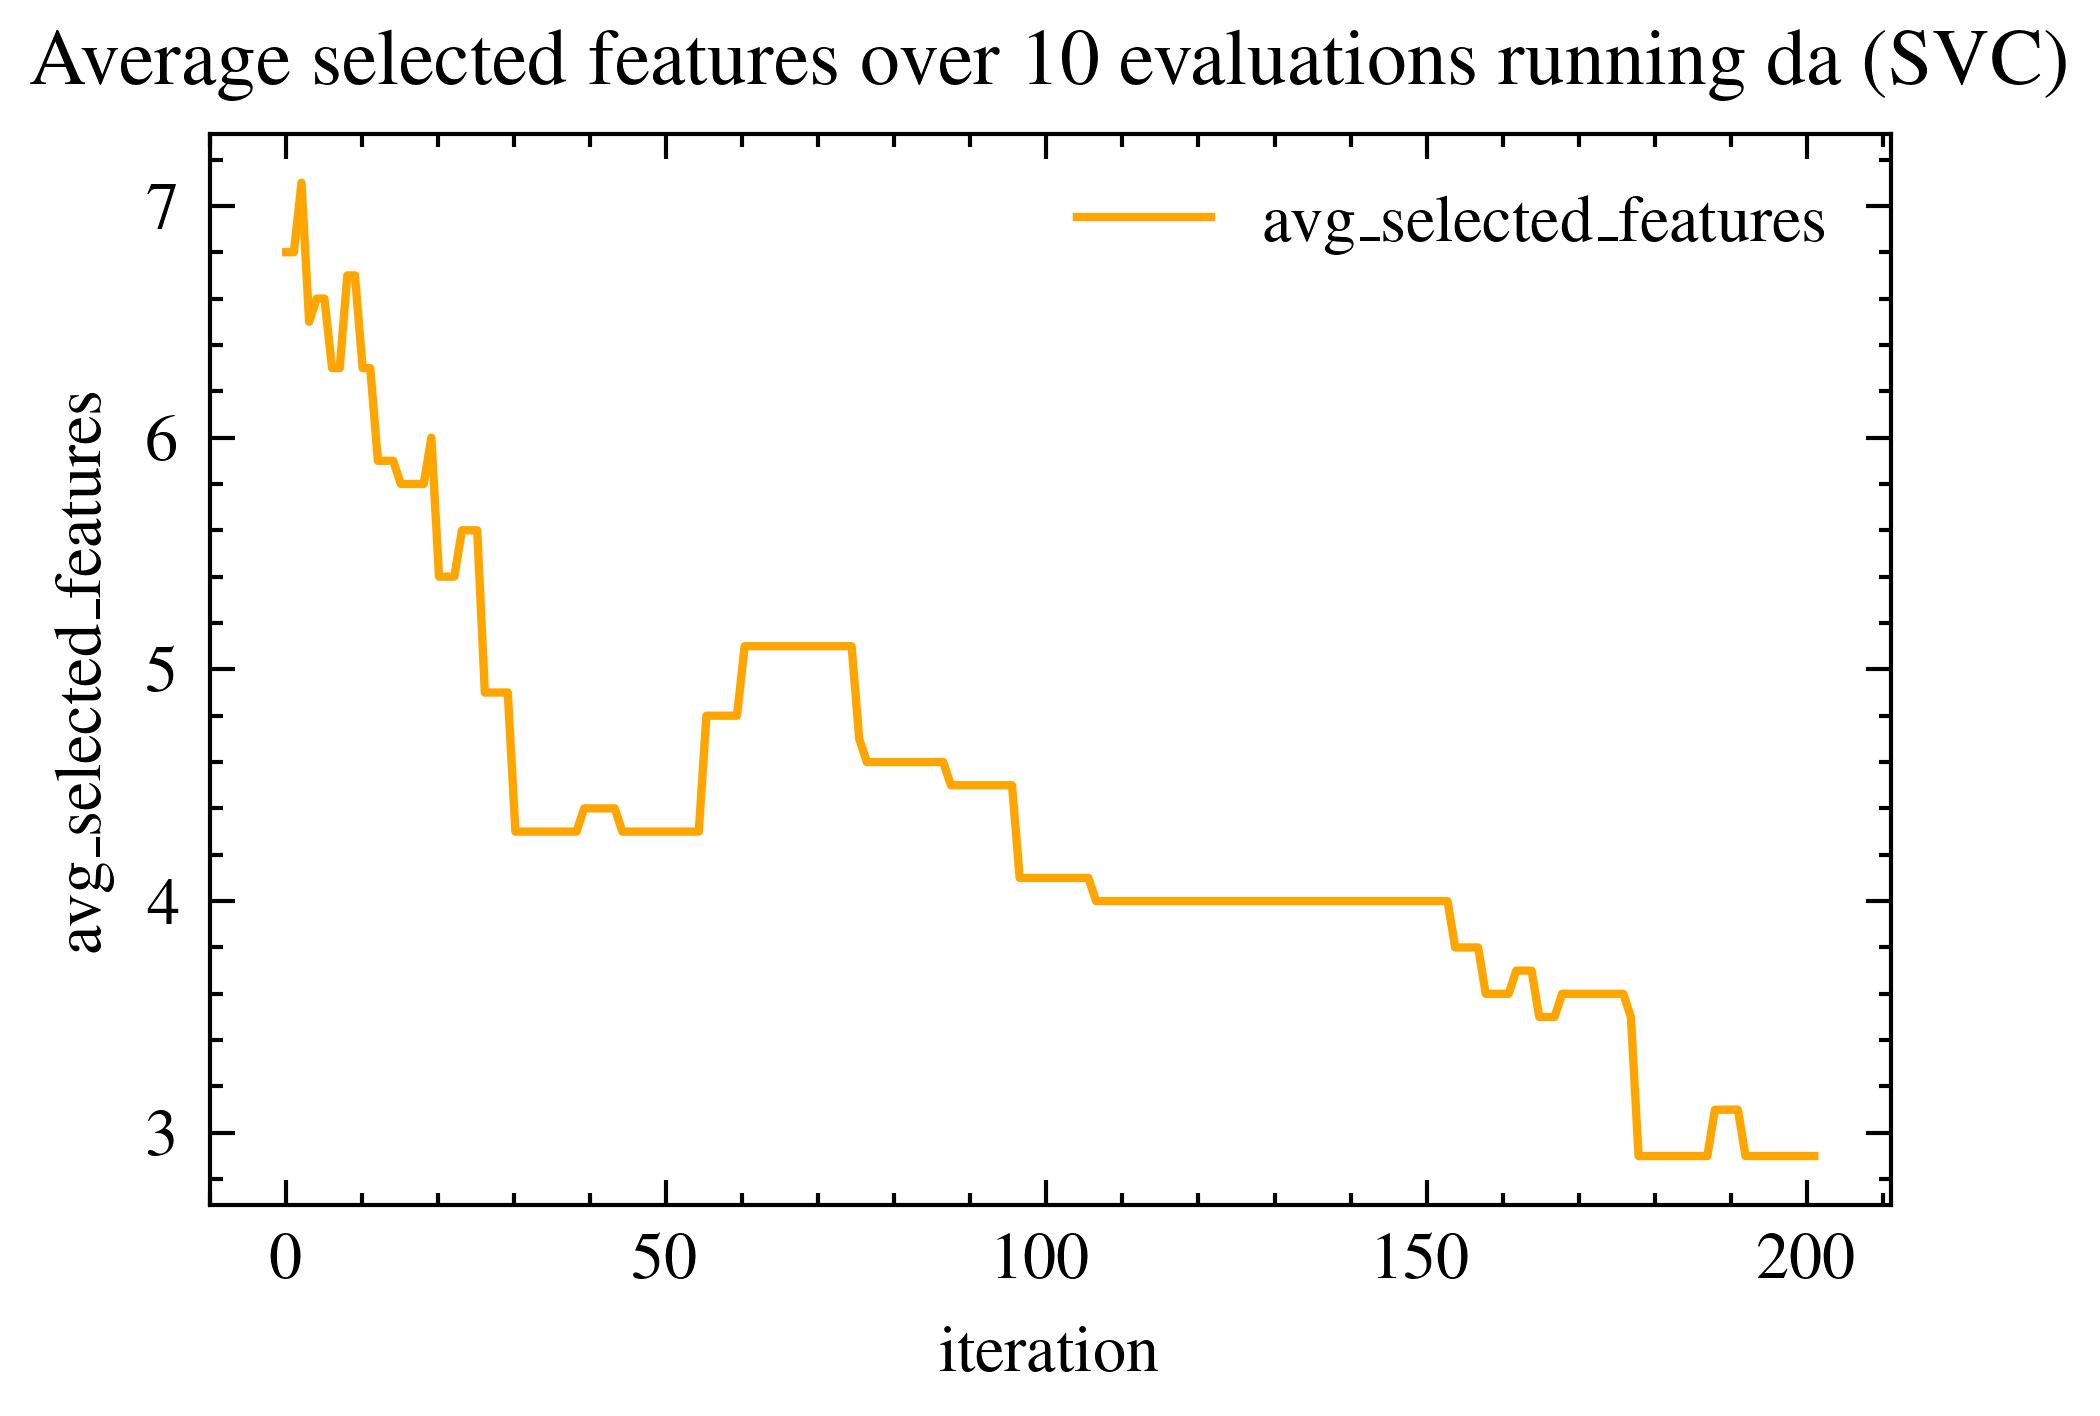 Average selected features over 10 evaluations running da (SVC)
avg_selected_features
7
6
5
4
3
avg_selected_features
0 50 100 150 200
iteration